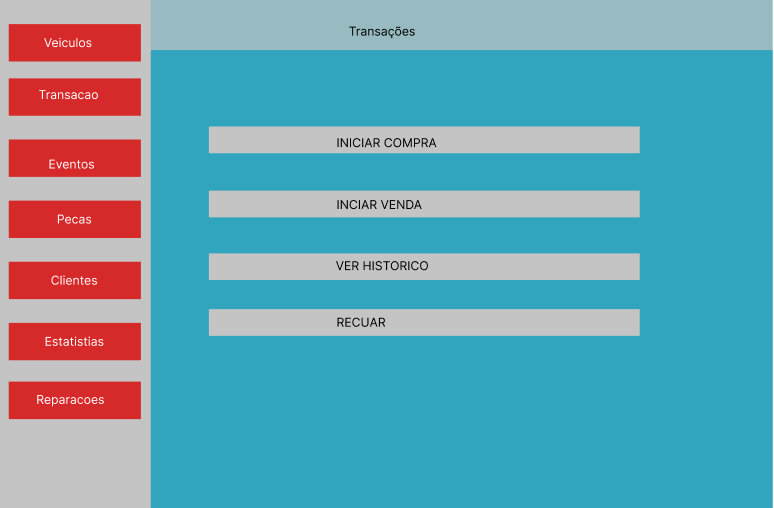 Veiculos
Transacao
Eventos
Pecas
Clientes
Estatistias
Reparacoes
Transações
INICIAR COMPRA
INCIAR VENDA
VER HISTORICO
RECUAR